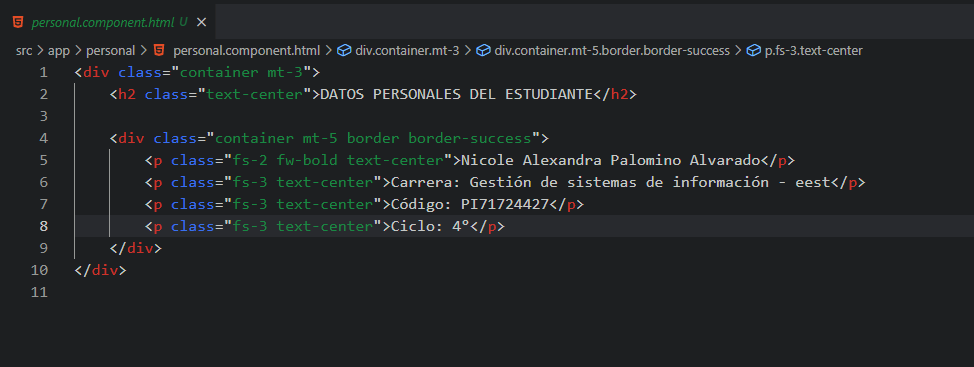 personal.component.html U
src > app > personal > personal.component.html > div.container.mt-3 > div.container.mt-5.border.border-success > p.fs-3.text-center
1 <div class="container mt-3">
2 <h2 class="text-center">DATOS PERSONALES DEL ESTUDIANTE</h2>
3
4 <div class="container mt-5 border border-success">
5 <p class="fs-2 fw-bold text-center">Nicole Alexandra Palomino Alvarado</p>
6 <p class="fs-3 text-center">Carrera: Gestión de sistemas de información - eest</p>
7 <p class="fs-3 text-center">Código: PI71724427</p>
8 <p class="fs-3 text-center">Ciclo: 4°</p>
9 </div>
10 </div>
11